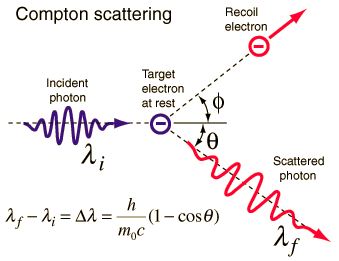 Compton scattering
Recoil
electron
Incident
photon
Target
electron
at rest
−
−
ϕ
θ
λi
Scattered
photon
λf
λf − λi = Δλ = h/m₀c (1 − cosθ)